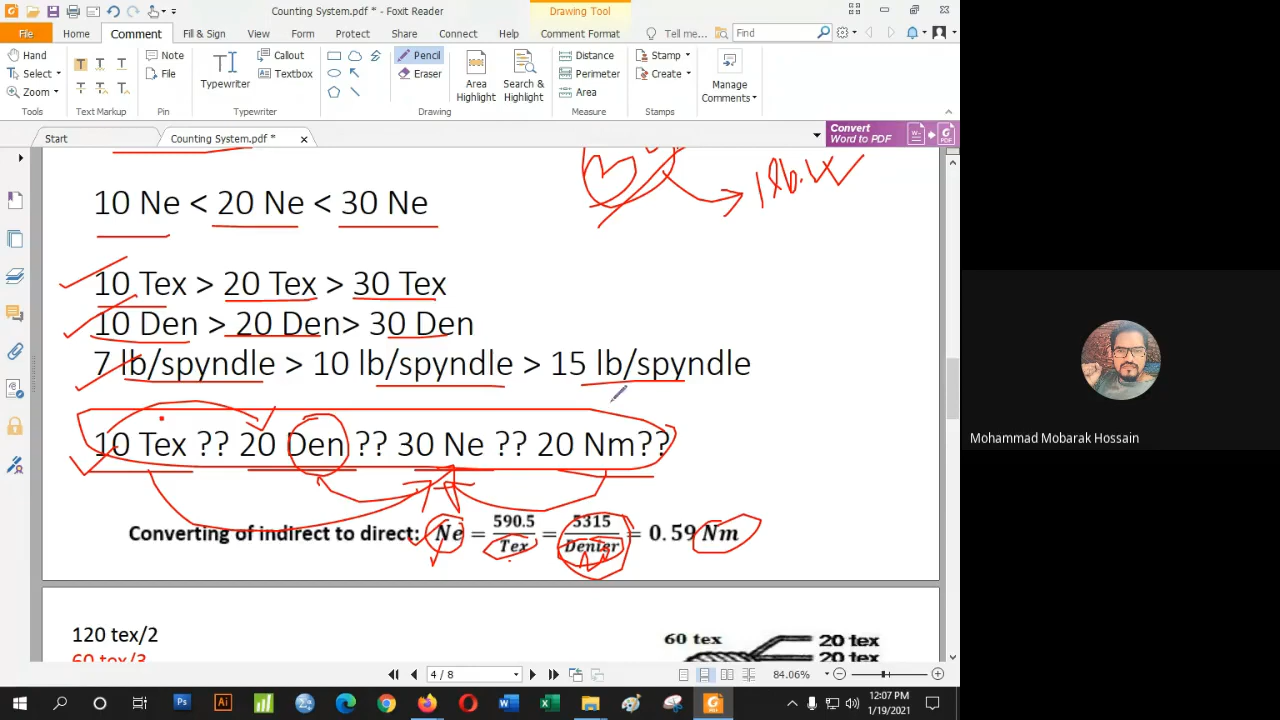 Counting System.pdf * - Foxit Reader
Drawing Tool
File Home Comment Fill & Sign View Form Protect Share Connect Help Comment Format Tell me... Find
Hand
Select
Zoom
Tools
Text Markup
Note
File
Pin
Typewriter
Callout
Textbox
Typewriter
Pencil
Eraser
Area Highlight
Search & Highlight
Drawing
Distance
Perimeter
Area
Measure
Stamp
Create
Stamps
Manage Comments
Start
Counting System.pdf *
Convert Word to PDF
1 lb.
10 Ne < 20 Ne < 30 Ne
10 Tex > 20 Tex > 30 Tex
10 Den > 20 Den> 30 Den
7 lb/spyndle > 10 lb/spyndle > 15 lb/spyndle
10 Tex ?? 20 Den ?? 30 Ne ?? 20 Nm??
Converting of indirect to direct: Ne = 590.5/Tex = 5315/Denier = 0.59 Nm
120 tex/2
60 tex/3
60 tex
20 tex
20 tex
4 / 8
84.06%
Mohammad Mobarak Hossain
12:07 PM
1/19/2021